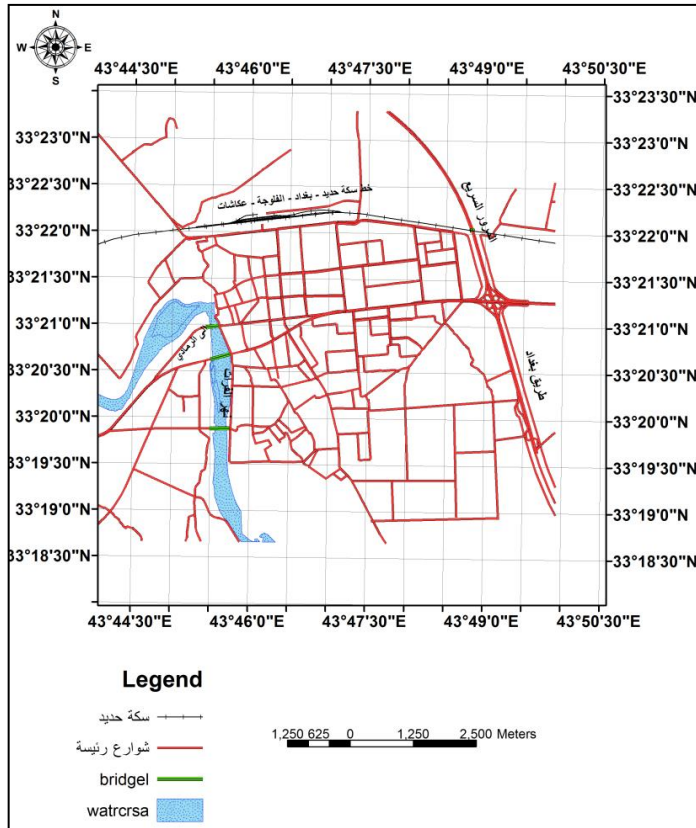 N
W E
S
43°44'30"E 43°46'0"E 43°47'30"E 43°49'0"E 43°50'30"E
33°23'30"N
33°23'0"N
33°22'30"N
33°22'30"N
33°22'0"N
33°22'0"N
33°21'30"N
33°21'30"N
33°21'0"N
33°21'0"N
33°20'30"N
33°20'30"N
33°20'0"N
33°20'0"N
33°19'30"N
33°19'30"N
33°19'0"N
33°19'0"N
33°18'30"N
33°18'30"N
خط سكة حديد - بغداد - الفلوجة - عكاشات
المرور السريع
الى الرمادي
طريق بغداد
43°44'30"E 43°46'0"E 43°47'30"E 43°49'0"E 43°50'30"E
Legend
سكة حديد
شوارع رئيسة
bridgel
watrcrsa
1,250 625 0 1,250 2,500 Meters